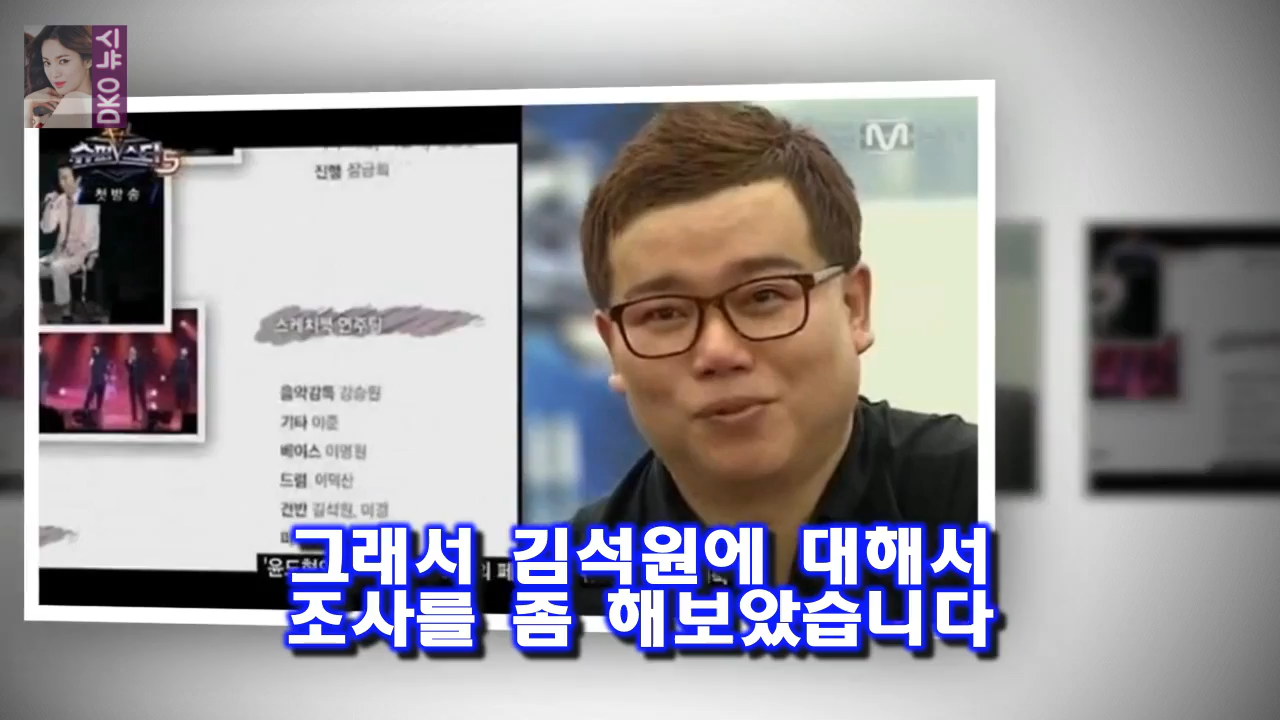 DKO 뉴스
슈퍼스타5
첫방송
진행 장금희
스케치북 연주팀
음악감독 강승원
기타 이준
베이스 이명원
드럼 이덕산
건반 김석원, 미경
그래서 김석원에 대해서
조사를 좀 해보았습니다